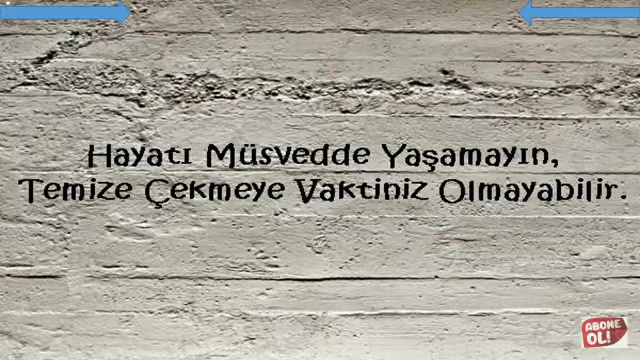 Hayatı Müsvedde Yaşamayın,
Temize Çekmeye Vaktiniz Olmayabilir.
ABONE
OL!